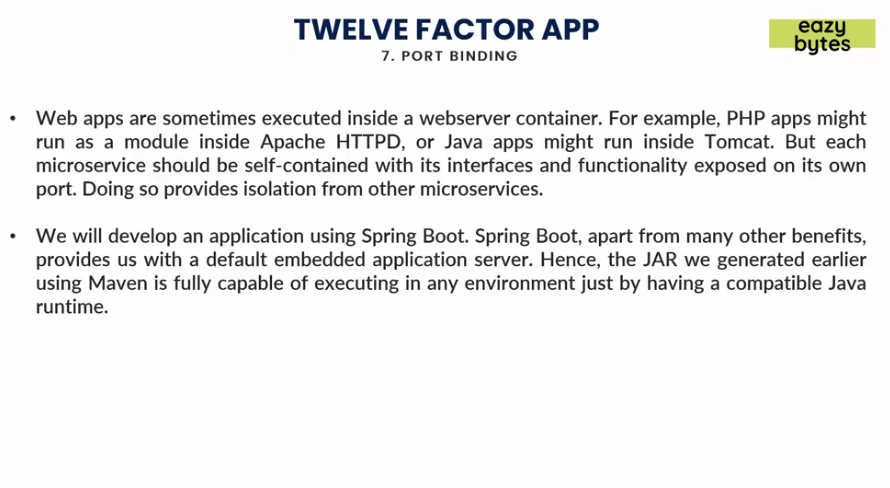 TWELVE FACTOR APP
eazy
bytes
7. PORT BINDING
• Web apps are sometimes executed inside a webserver container. For example, PHP apps might
run as a module inside Apache HTTPD, or Java apps might run inside Tomcat. But each
microservice should be self-contained with its interfaces and functionality exposed on its own
port. Doing so provides isolation from other microservices.
• We will develop an application using Spring Boot. Spring Boot, apart from many other benefits,
provides us with a default embedded application server. Hence, the JAR we generated earlier
using Maven is fully capable of executing in any environment just by having a compatible Java
runtime.